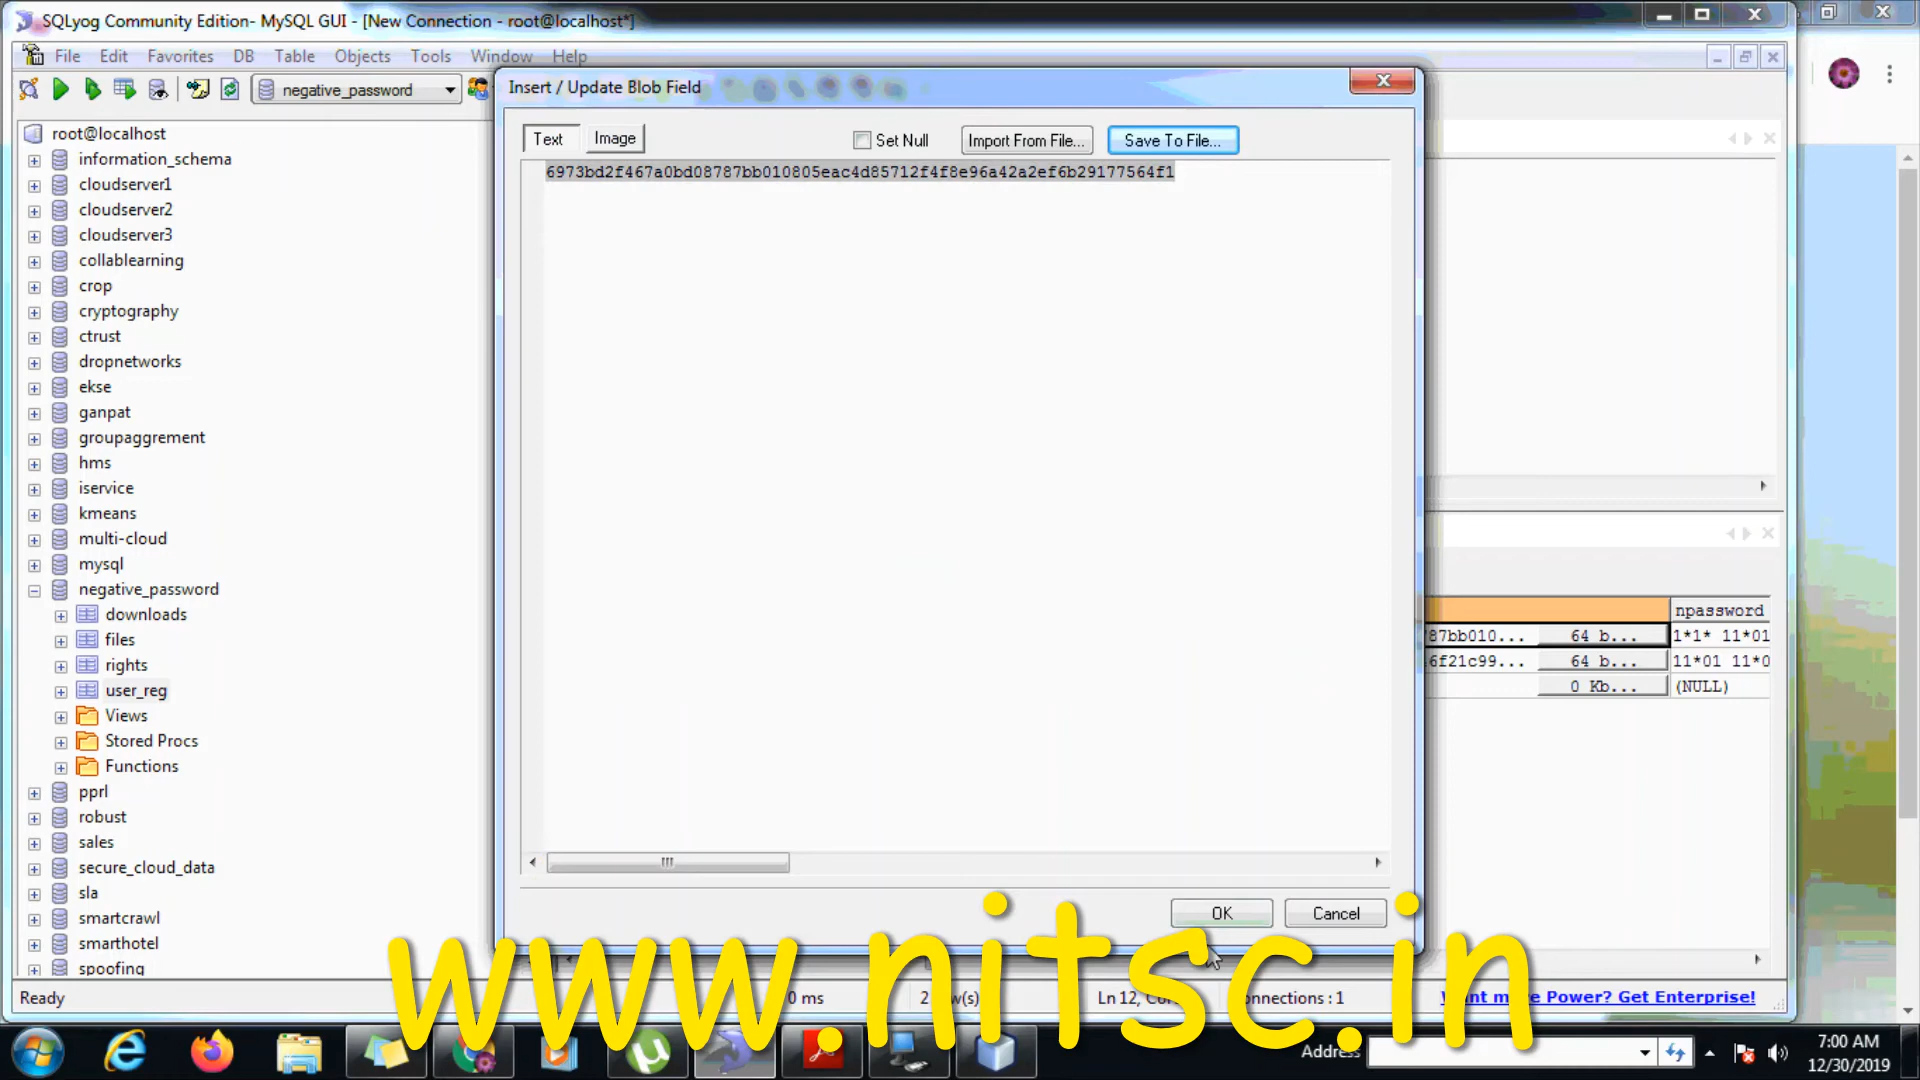 SQLyog Community Edition- MySQL GUI - [New Connection - root@localhost*]
File Edit Favorites DB Table Objects Tools Window Help
negative_password
Insert / Update Blob Field
Text Image Set Null Import From File... Save To File...
6973bd2f467a0bd08787bb010805eac4d85712f4f8e96a42a2ef6b29177564f1
root@localhost
information_schema
cloudserver1
cloudserver2
cloudserver3
collablearning
crop
cryptography
ctrust
dropnetworks
ekse
ganpat
groupaggrement
hms
iservice
kmeans
multi-cloud
mysql
negative_password
downloads
files
rights
user_reg
Views
Stored Procs
Functions
pprl
robust
sales
secure_cloud_data
sla
smartcrawl
smarthotel
spoofing
npassword
87bb010... 64 b... 1*1* 11*01
6f21c99... 64 b... 11*01 11*0
0 Kb... (NULL)
OK Cancel
www.nitsc.in
Ready 0 ms Ln 12, onnections : 1 Want more Power? Get Enterprise!
Address
7:00 AM
12/30/2019